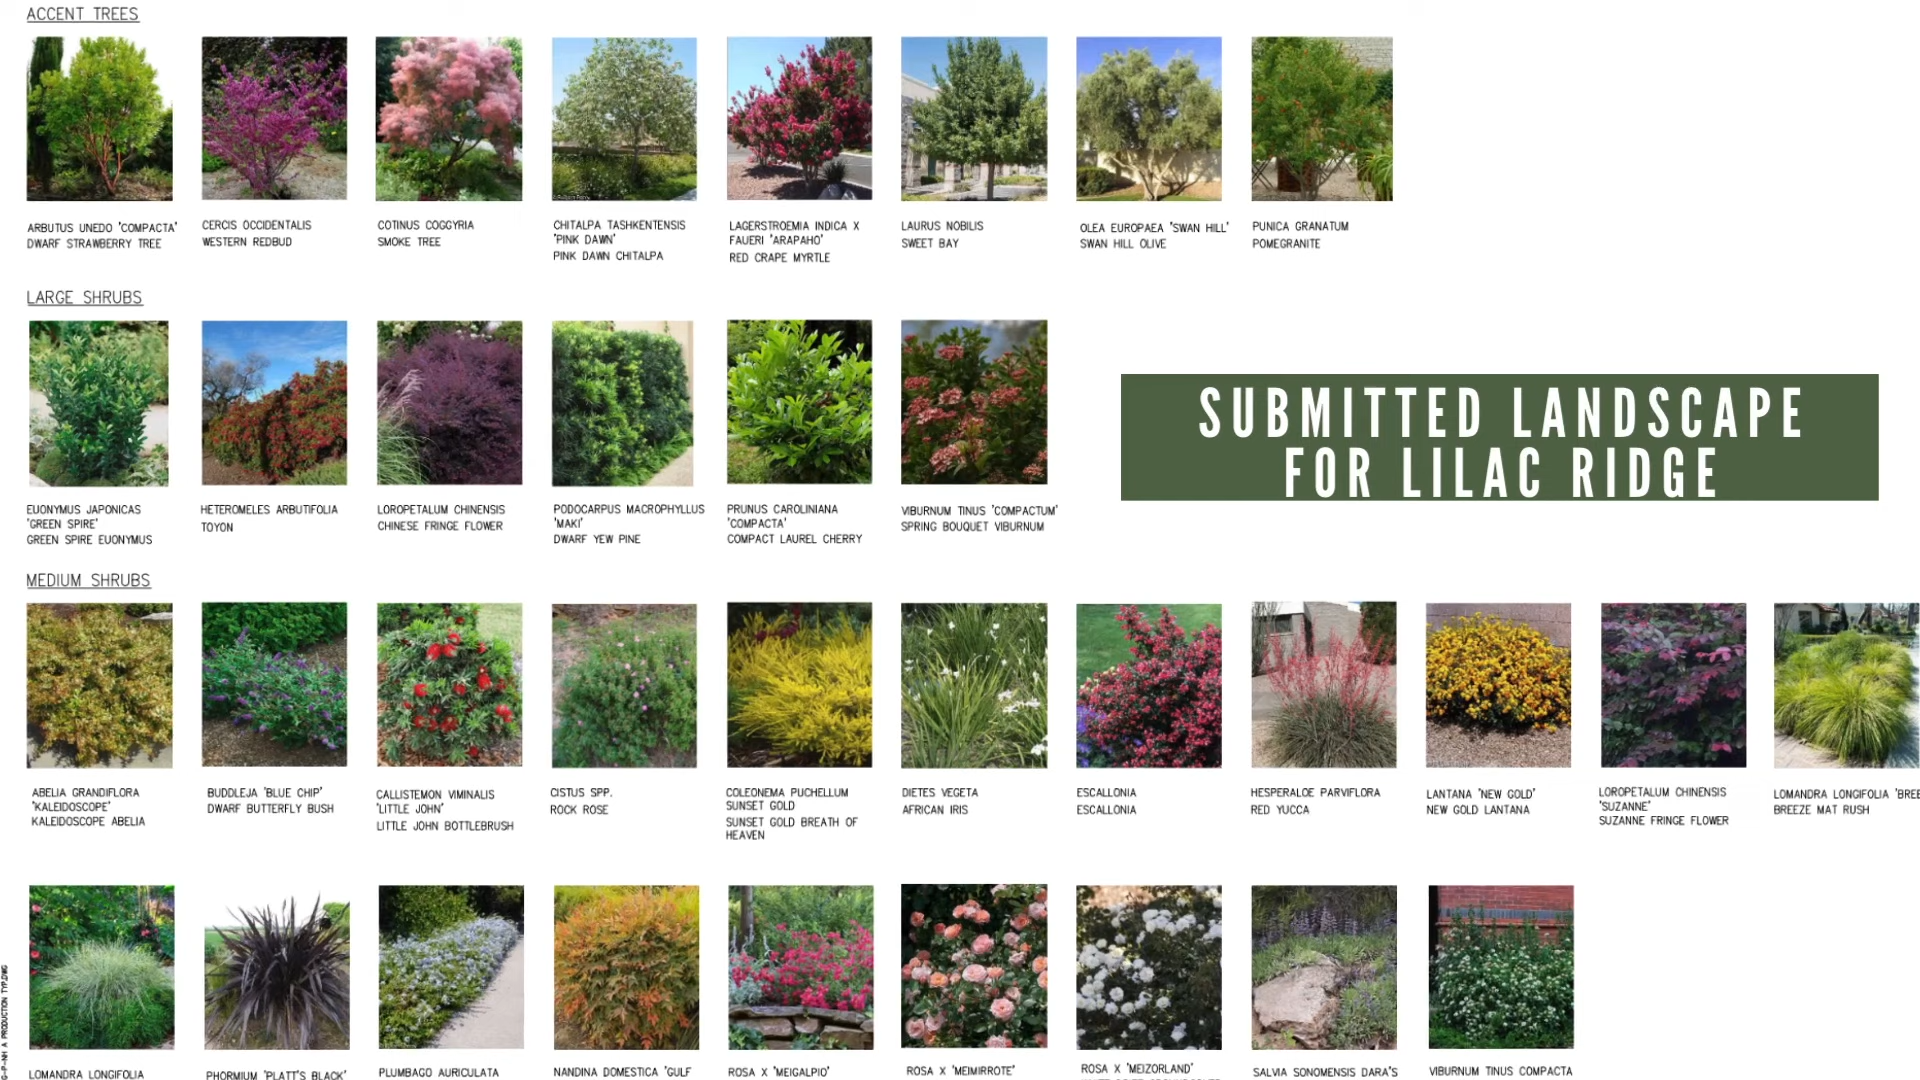 ACCENT TREES
ARBUTUS UNEDO 'COMPACTA'
DWARF STRAWBERRY TREE
CERCIS OCCIDENTALIS
WESTERN REDBUD
COTINUS COGGYRIA
SMOKE TREE
CHITALPA TASHKENTENSIS
'PINK DAWN'
PINK DAWN CHITALPA
LAGERSTROEMIA INDICA X
FAUERI 'ARAPAHO'
RED CRAPE MYRTLE
LAURUS NOBILIS
SWEET BAY
OLEA EUROPAEA 'SWAN HILL'
SWAN HILL OLIVE
PUNICA GRANATUM
POMEGRANITE
LARGE SHRUBS
EUONYMUS JAPONICAS
'GREEN SPIRE'
GREEN SPIRE EUONYMUS
HETEROMELES ARBUTIFOLIA
TOYON
LOROPETALUM CHINENSIS
CHINESE FRINGE FLOWER
PODOCARPUS MACROPHYLLUS
'MAKI'
DWARF YEW PINE
PRUNUS CAROLINIANA
'COMPACTA'
COMPACT LAUREL CHERRY
VIBURNUM TINUS 'COMPACTUM'
SPRING BOUQUET VIBURNUM
SUBMITTED LANDSCAPE
FOR LILAC RIDGE
MEDIUM SHRUBS
ABELIA GRANDIFLORA
'KALEIDOSCOPE'
KALEIDOSCOPE ABELIA
BUDDLEJA 'BLUE CHIP'
DWARF BUTTERFLY BUSH
CALLISTEMON VIMINALIS
'LITTLE JOHN'
LITTLE JOHN BOTTLEBRUSH
CISTUS SPP.
ROCK ROSE
COLEONEMA PUCHELLUM
SUNSET GOLD
SUNSET GOLD BREATH OF
HEAVEN
DIETES VEGETA
AFRICAN IRIS
ESCALLONIA
ESCALLONIA
HESPERALOE PARVIFLORA
RED YUCCA
LANTANA 'NEW GOLD'
NEW GOLD LANTANA
LOROPETALUM CHINENSIS
'SUZANNE'
SUZANNE FRINGE FLOWER
LOMANDRA LONGIFOLIA 'BREE
BREEZE MAT RUSH
LOMANDRA LONGIFOLIA
PHORMIUM 'PLATT'S BLACK'
PLUMBAGO AURICULATA
NANDINA DOMESTICA 'GULF
ROSA X 'MEIGALPIO'
ROSA X 'MEIMIRROTE'
ROSA X 'MEIZORLAND'
SALVIA SONOMENSIS DARA'S
VIBURNUM TINUS COMPACTA
G-P-NH A PRODUCTION TYP.DWG